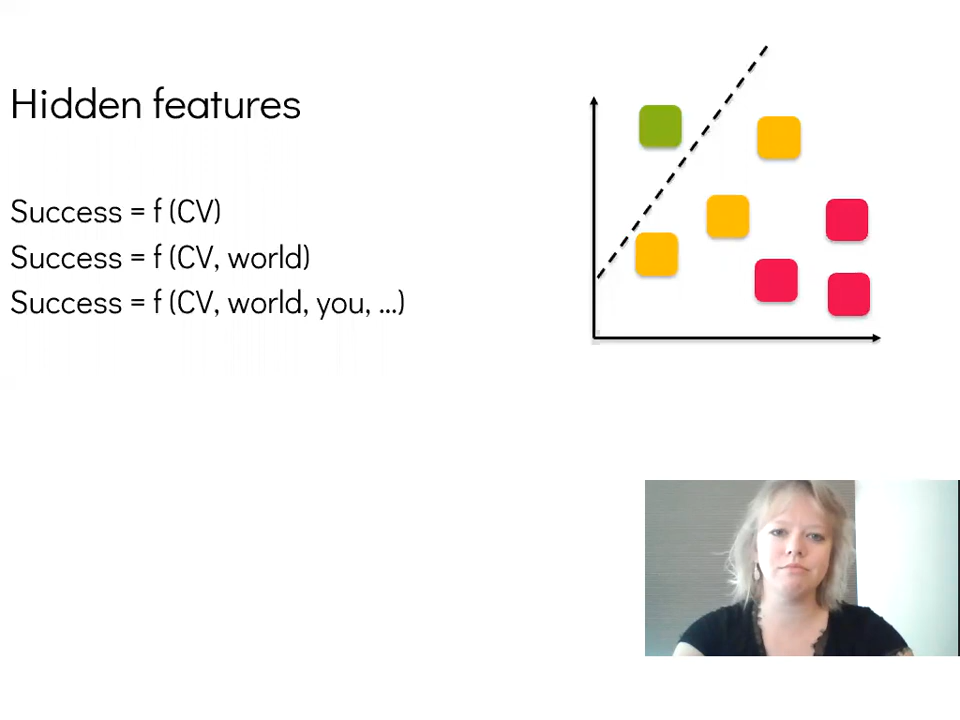 Hidden features
Success = f (CV)
Success = f (CV, world)
Success = f (CV, world, you, ...)